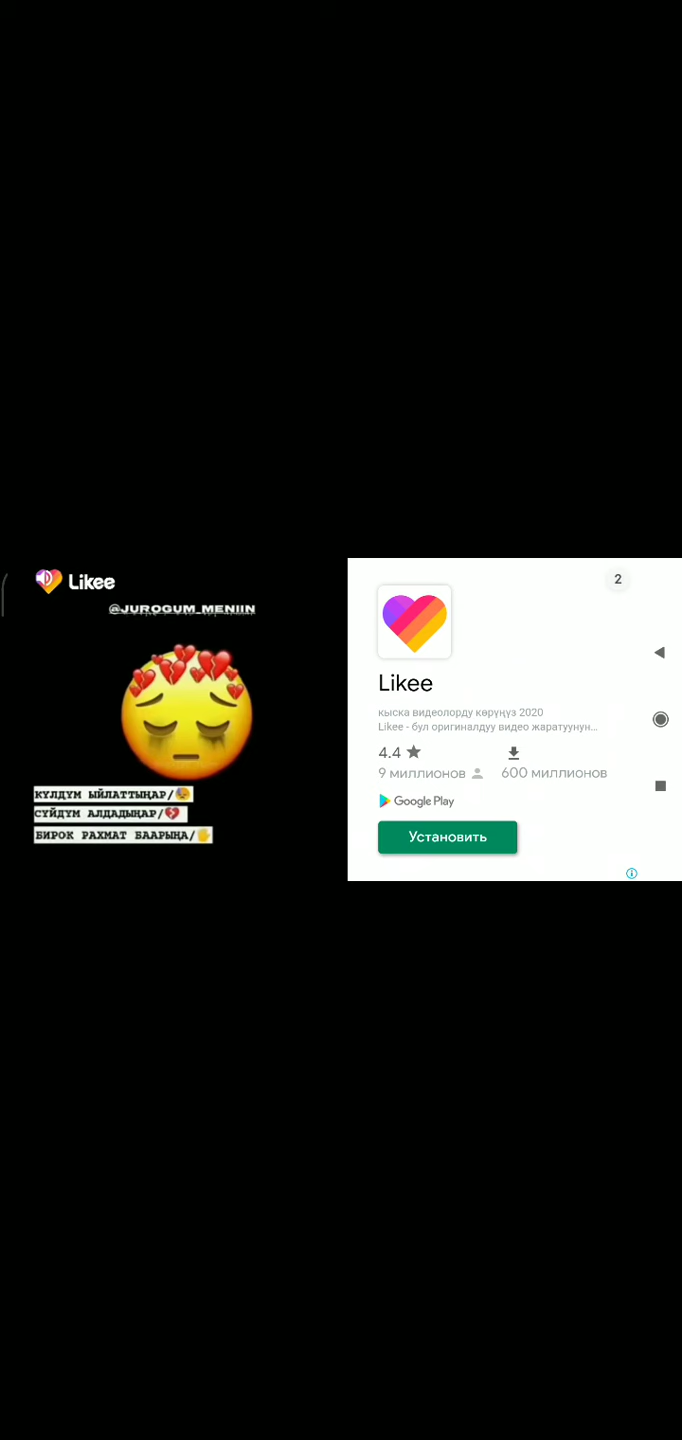 Likee
@JUROGUM_MENIIN
КҮЛДҮМ ЫЙЛАТТЫҢАР/
СҮЙДҮМ АЛДАДЫҢАР/
БИРОК РАХМАТ БААРЫҢА/
2
Likee
кыска видеолорду көрүңүз 2020
Likee - бул оригиналдуу видео жаратуунун...
4.4
9 миллионов
600 миллионов
Google Play
Установить